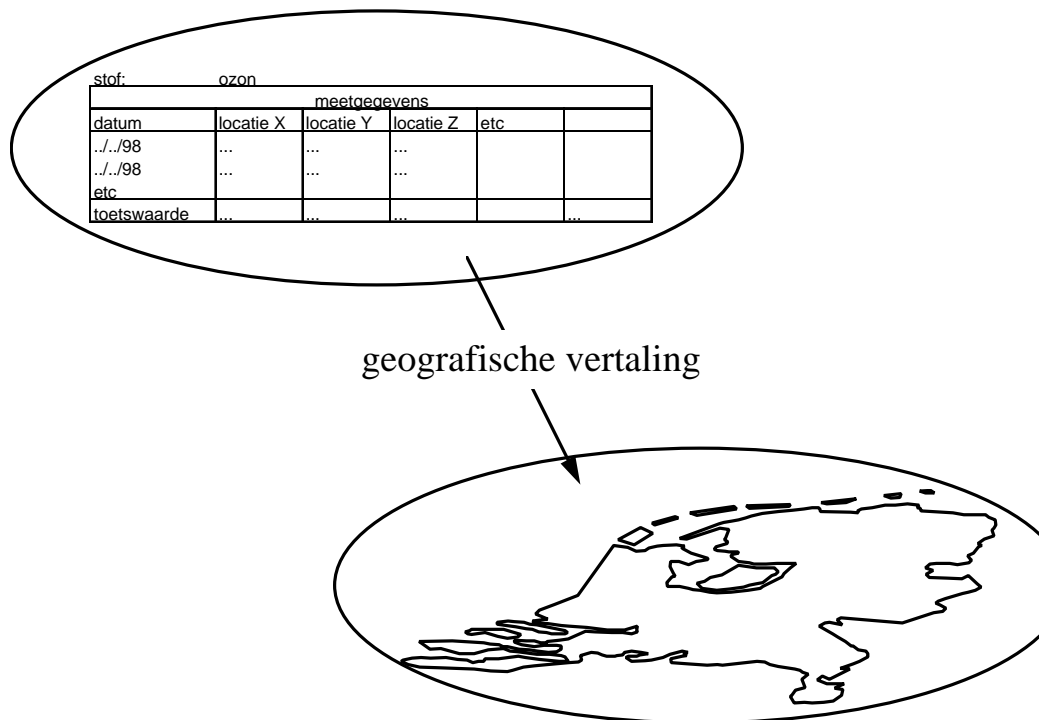 stof: ozon
meetgegevens
datum locatie X locatie Y locatie Z etc
../../98 ... ... ...
../../98 ... ... ...
etc
toetswaarde ... ... ... ...
geografische vertaling